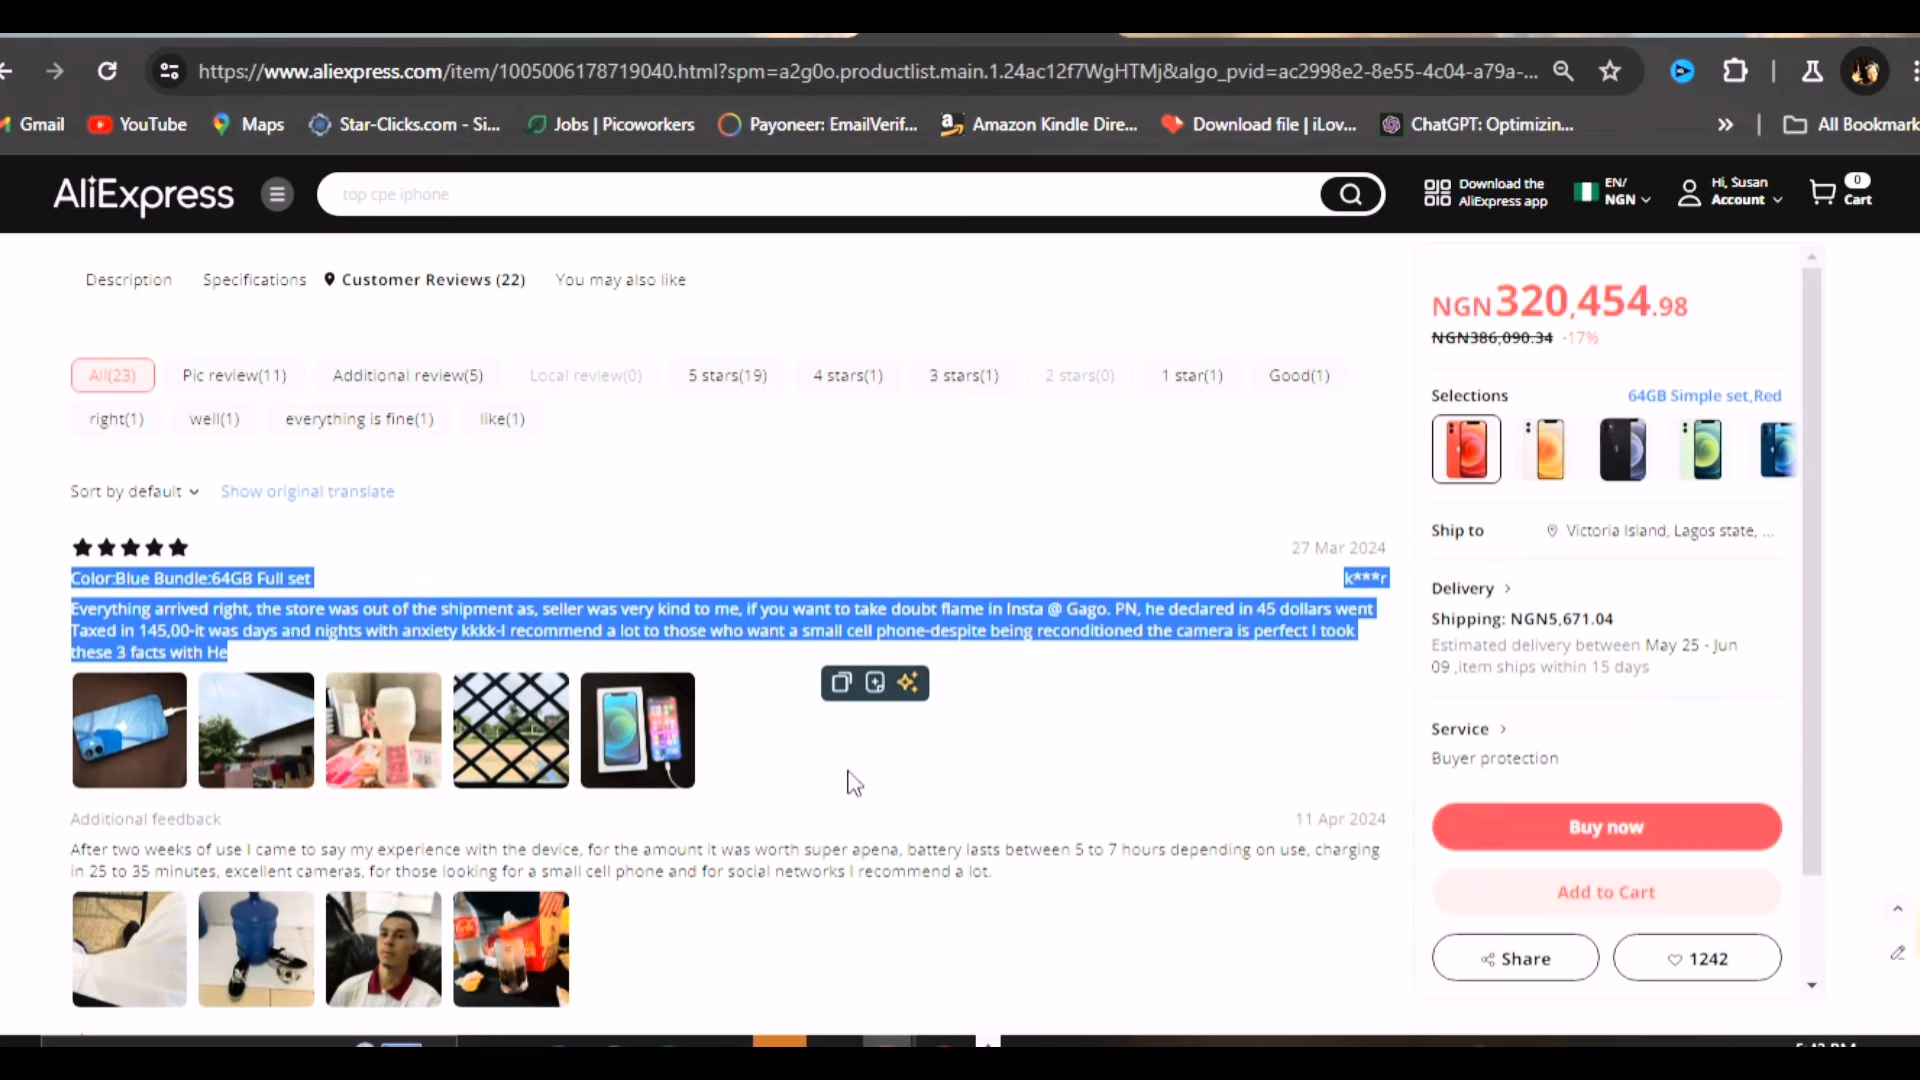 https://www.aliexpress.com/item/1005006178719040.html?spm=a2g0o.productlist.main.1.24ac12f7WgHTMj&algo_pvid=ac2998e2-8e55-4c04-a79a-...
Gmail YouTube Maps Star-Clicks.com - Si... Jobs | Picoworkers Payoneer: EmailVerif... Amazon Kindle Dire... Download file | iLov... ChatGPT: Optimizin... » All Bookmark
AliExpress top cpe iphone Download the AliExpress app EN/ NGN Hi, Susan Account 0 Cart
Description Specifications Customer Reviews (22) You may also like
All(23) Pic review(11) Additional review(5) Local review(0) 5 stars(19) 4 stars(1) 3 stars(1) 2 stars(0) 1 star(1) Good(1)
right(1) well(1) everything is fine(1) like(1)
Sort by default Show original translate
27 Mar 2024
Color:Blue Bundle:64GB Full set k***r
Everything arrived right, the store was out of the shipment as, seller was very kind to me, if you want to take doubt flame in Insta @ Gago. PN, he declared in 45 dollars went
Taxed in 145,00-it was days and nights with anxiety kkkk-I recommend a lot to those who want a small cell phone-despite being reconditioned the camera is perfect I took
these 3 facts with He
Additional feedback 11 Apr 2024
After two weeks of use I came to say my experience with the device, for the amount it was worth super apena, battery lasts between 5 to 7 hours depending on use, charging
in 25 to 35 minutes, excellent cameras, for those looking for a small cell phone and for social networks I recommend a lot.
NGN320,454.98
NGN386,090.34 -17%
Selections 64GB Simple set,Red
Ship to Victoria Island, Lagos state, ...
Delivery >
Shipping: NGN5,671.04
Estimated delivery between May 25 - Jun
09 ,item ships within 15 days
Service >
Buyer protection
Buy now
Add to Cart
Share 1242